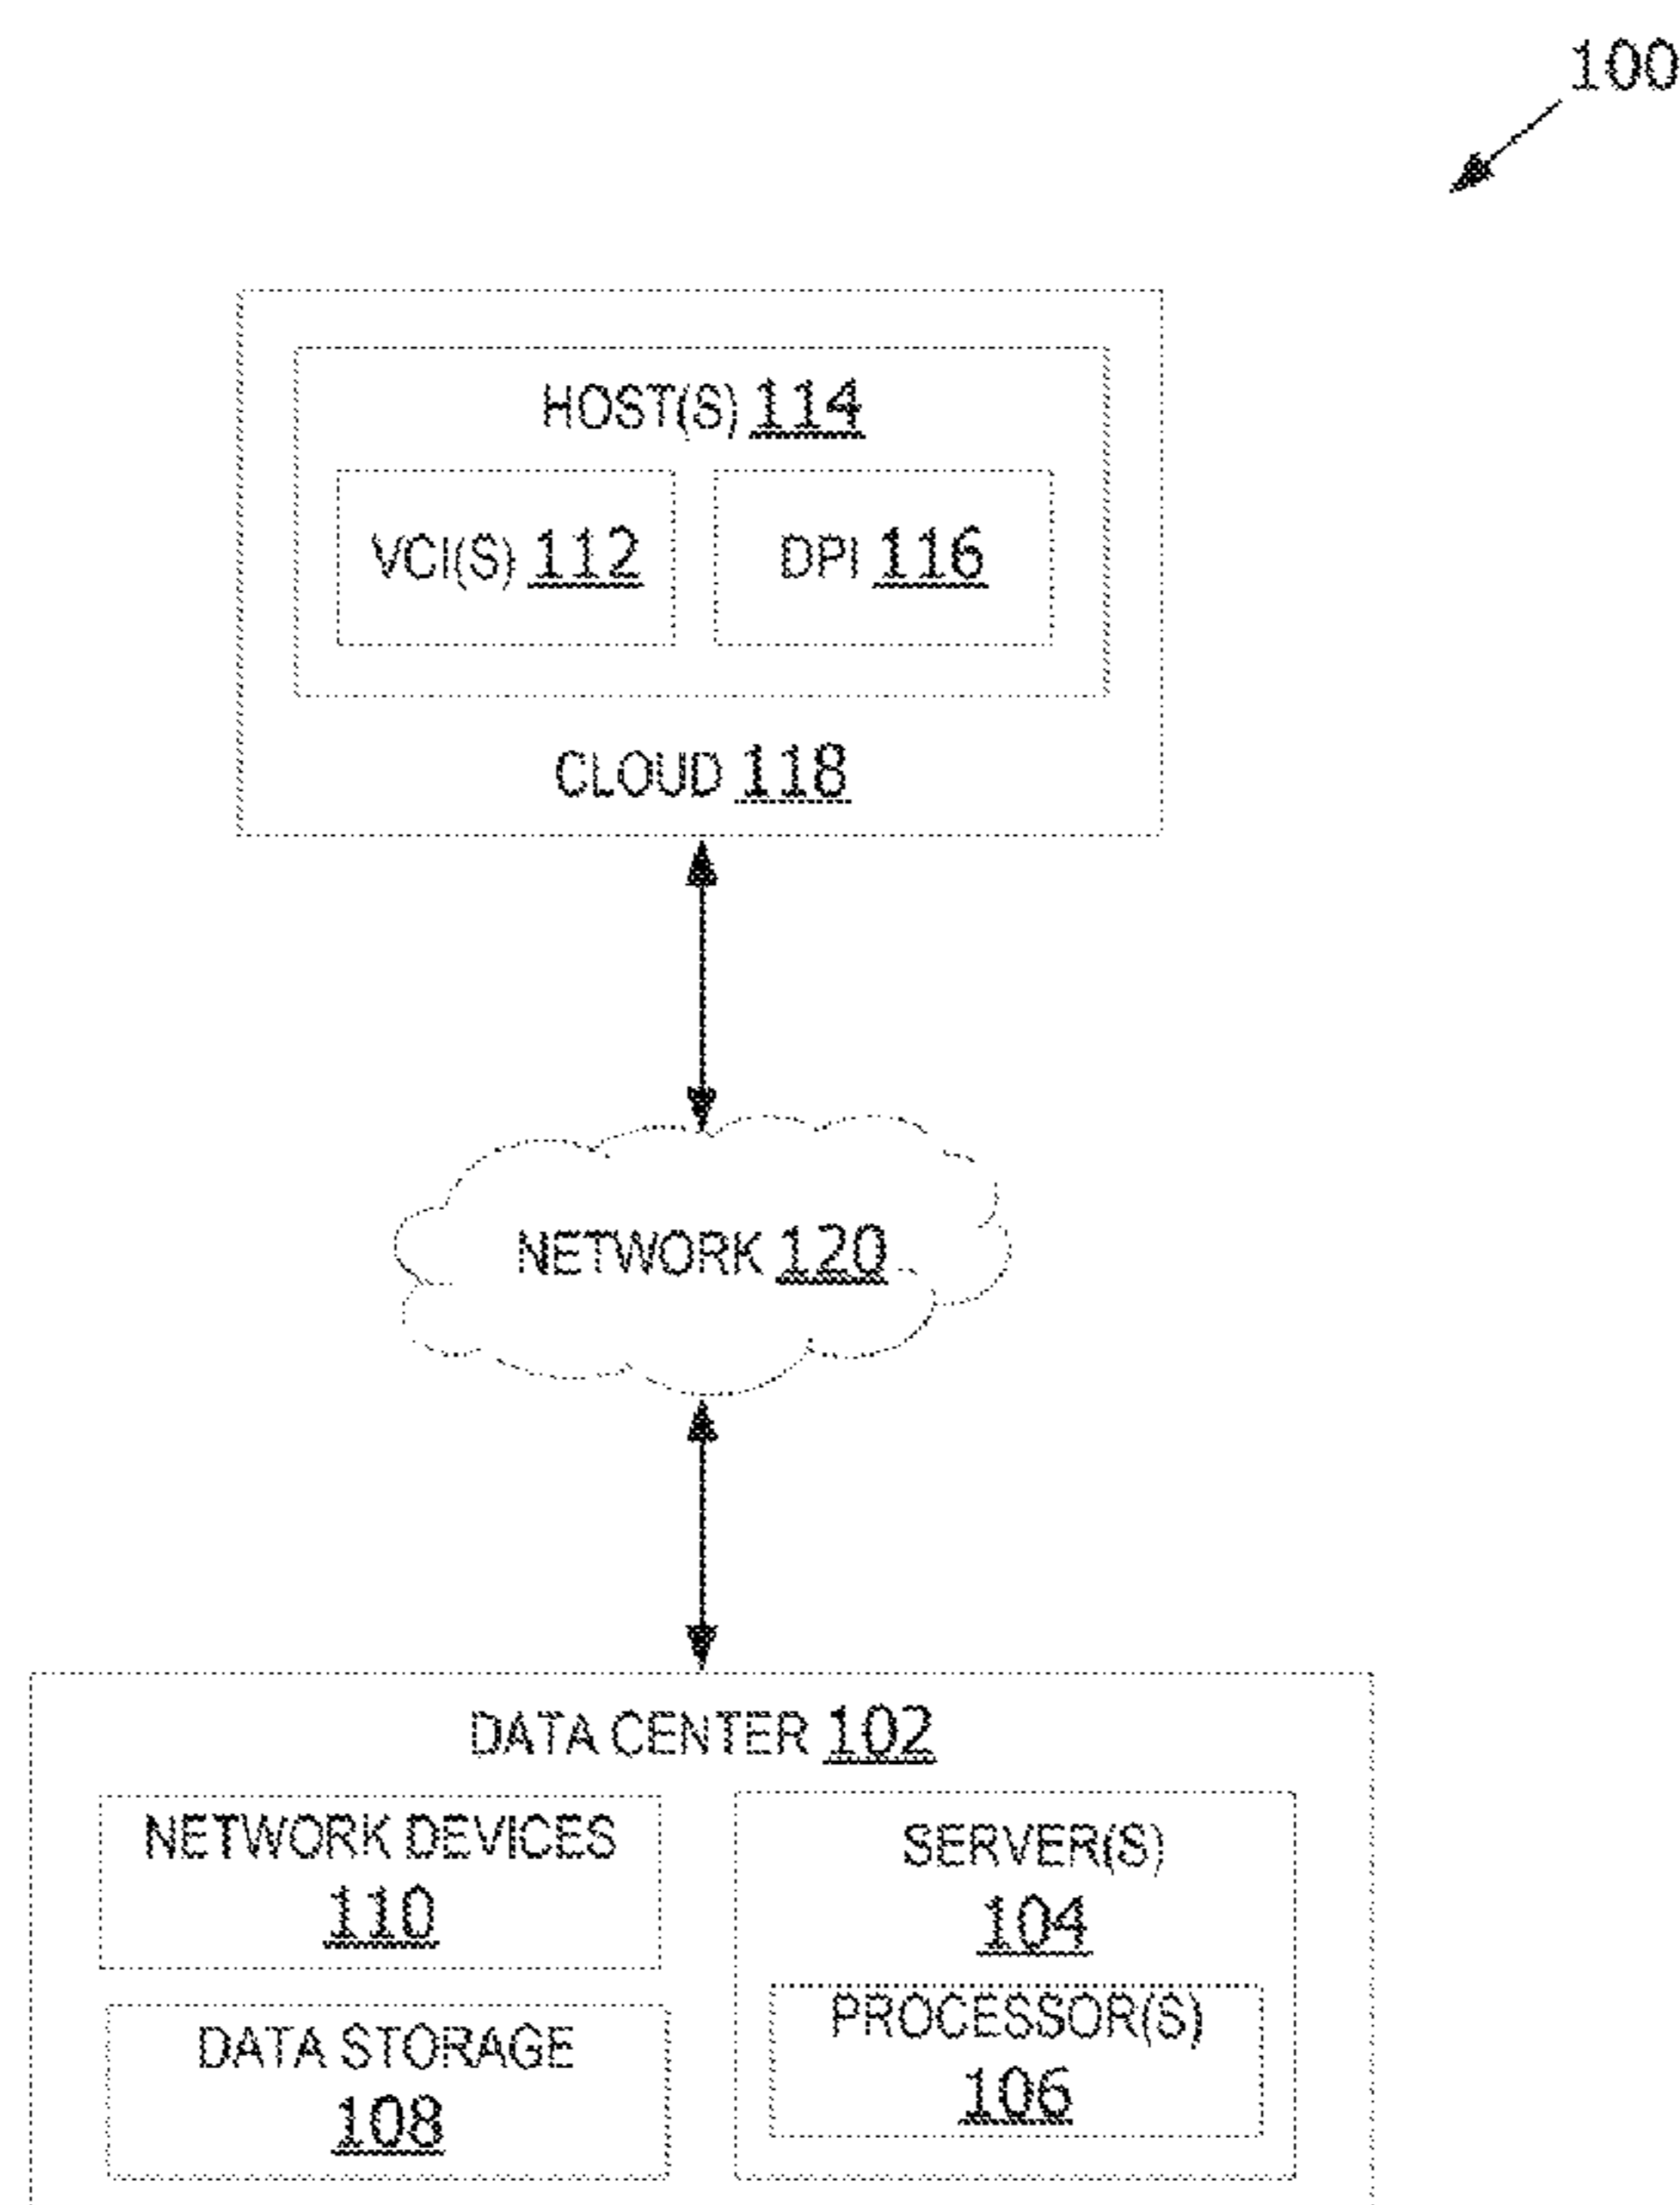 100
HOST(S) 114
VCI(S) 112
DPI 116
CLOUD 118
NETWORK 120
DATA CENTER 102
NETWORK DEVICES
110
SERVER(S)
104
DATA STORAGE
108
PROCESSOR(S)
106